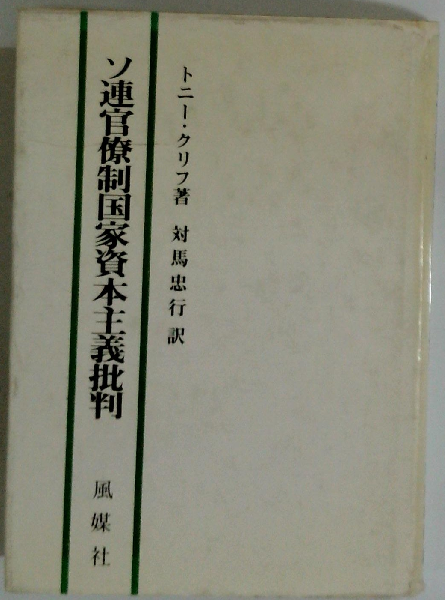 トニー・クリフ著 対馬忠行訳
ソ連官僚制国家資本主義批判
風媒社